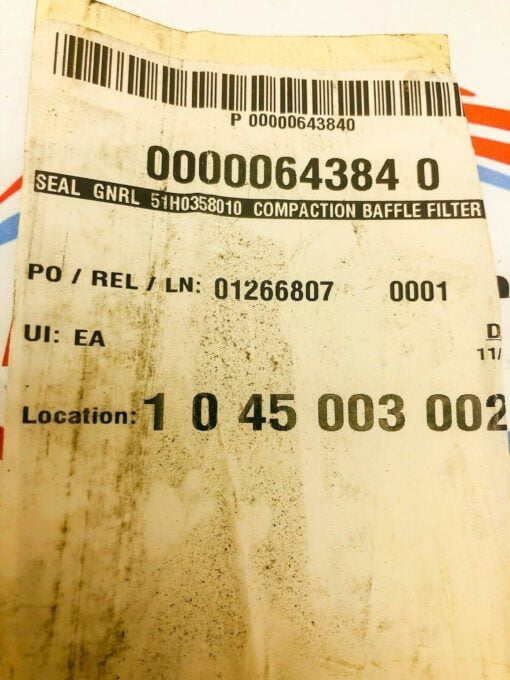 P 00000643840
0000064384 0
SEAL GNRL 51H0358010 COMPACTION BAFFLE FILTER
PO / REL / LN: 01266807 0001
UI: EA
D
11/
Location: 1 0 45 003 002